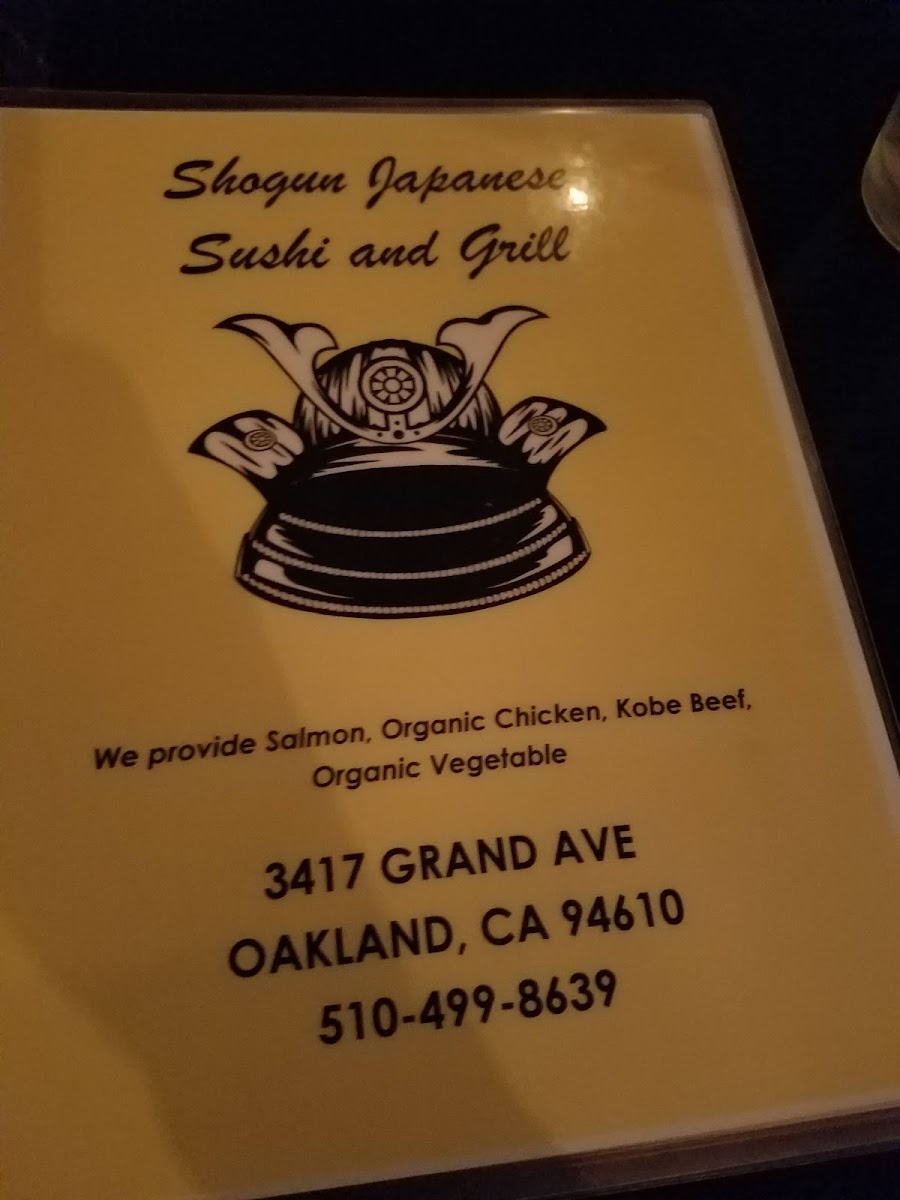 Shogun Japanese
Sushi and Grill
We provide Salmon, Organic Chicken, Kobe Beef,
Organic Vegetable
3417 GRAND AVE
OAKLAND, CA 94610
510-499-8639